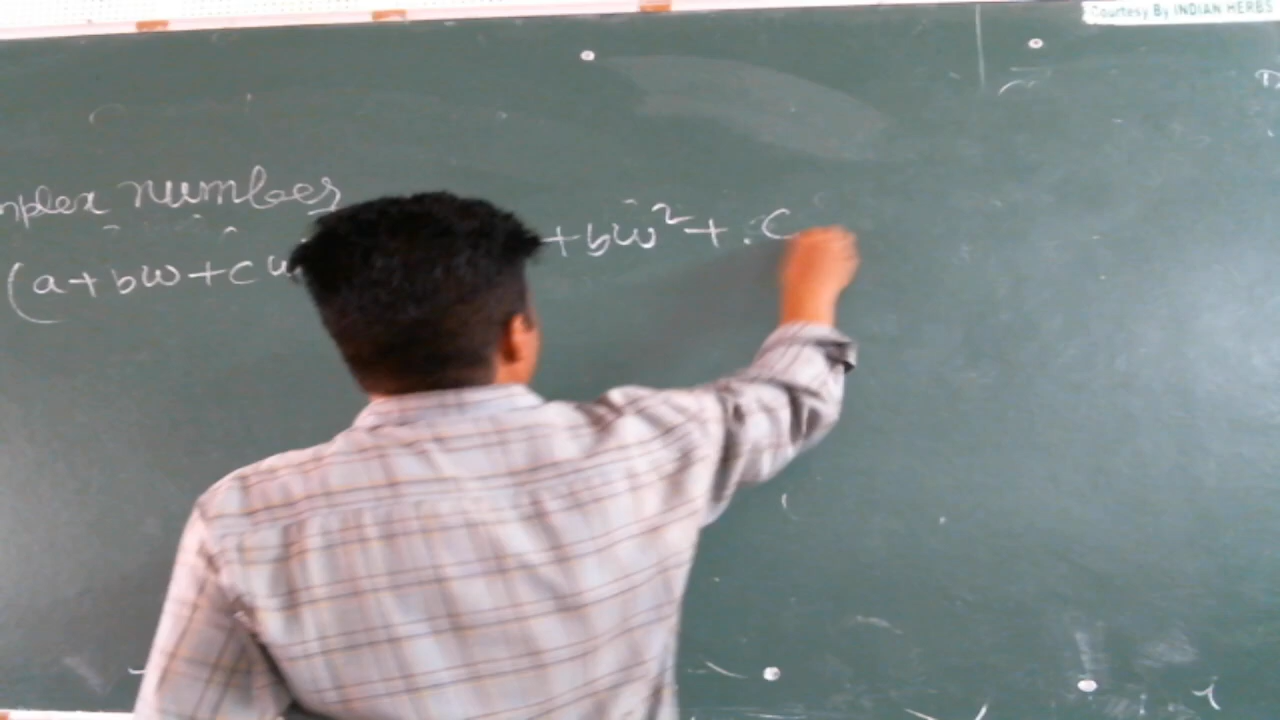 Courtesy By INDIAN HERBS
mplex numbers
(a+bω+cω +bω²+.c